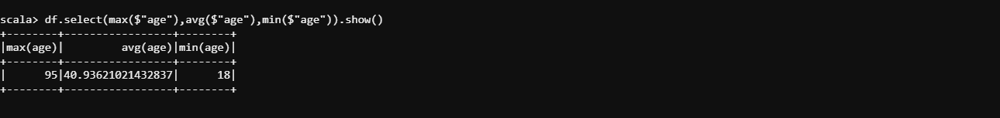 scala> df.select(max($"age"),avg($"age"),min($"age")).show()
+--------+-----------------+--------+
|max(age)|         avg(age)|min(age)|
+--------+-----------------+--------+
|      95|40.93621021432837|      18|
+--------+-----------------+--------+